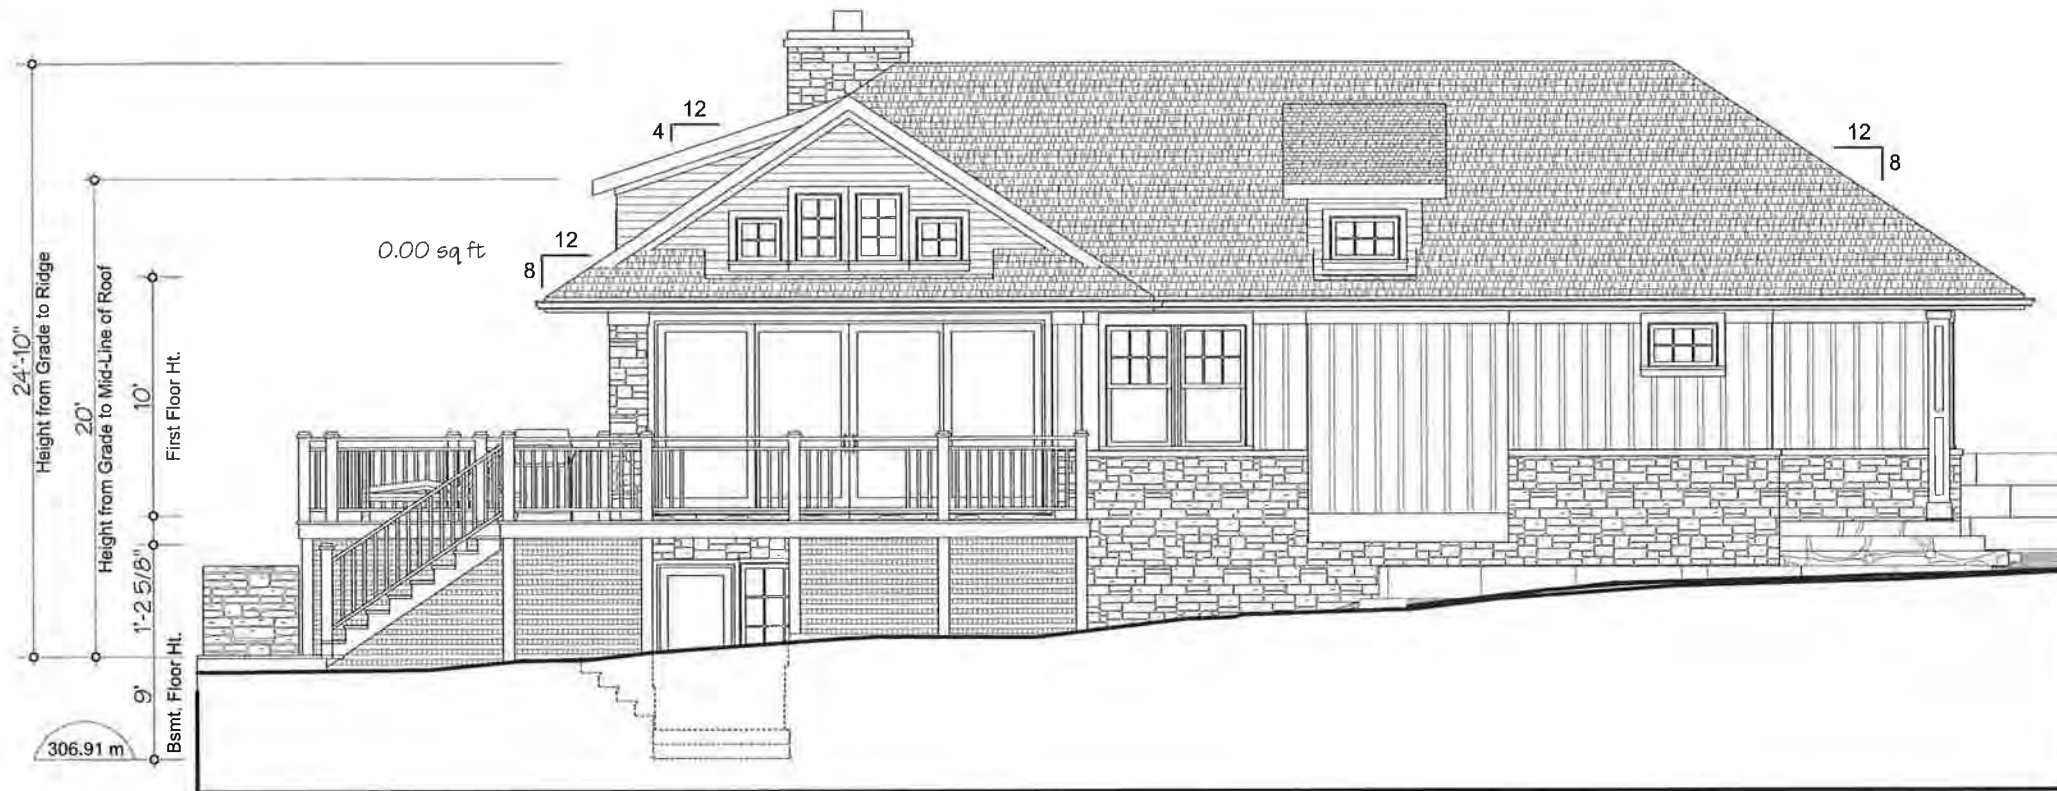 12
4
12
8
12
8
0.00 sq ft
24'-10"
Height from Grade to Ridge
20'
Height from Grade to Mid-Line of Roof
10'
First Floor Ht.
1'-2 5/8"
9'
Bsmt. Floor Ht.
306.91 m